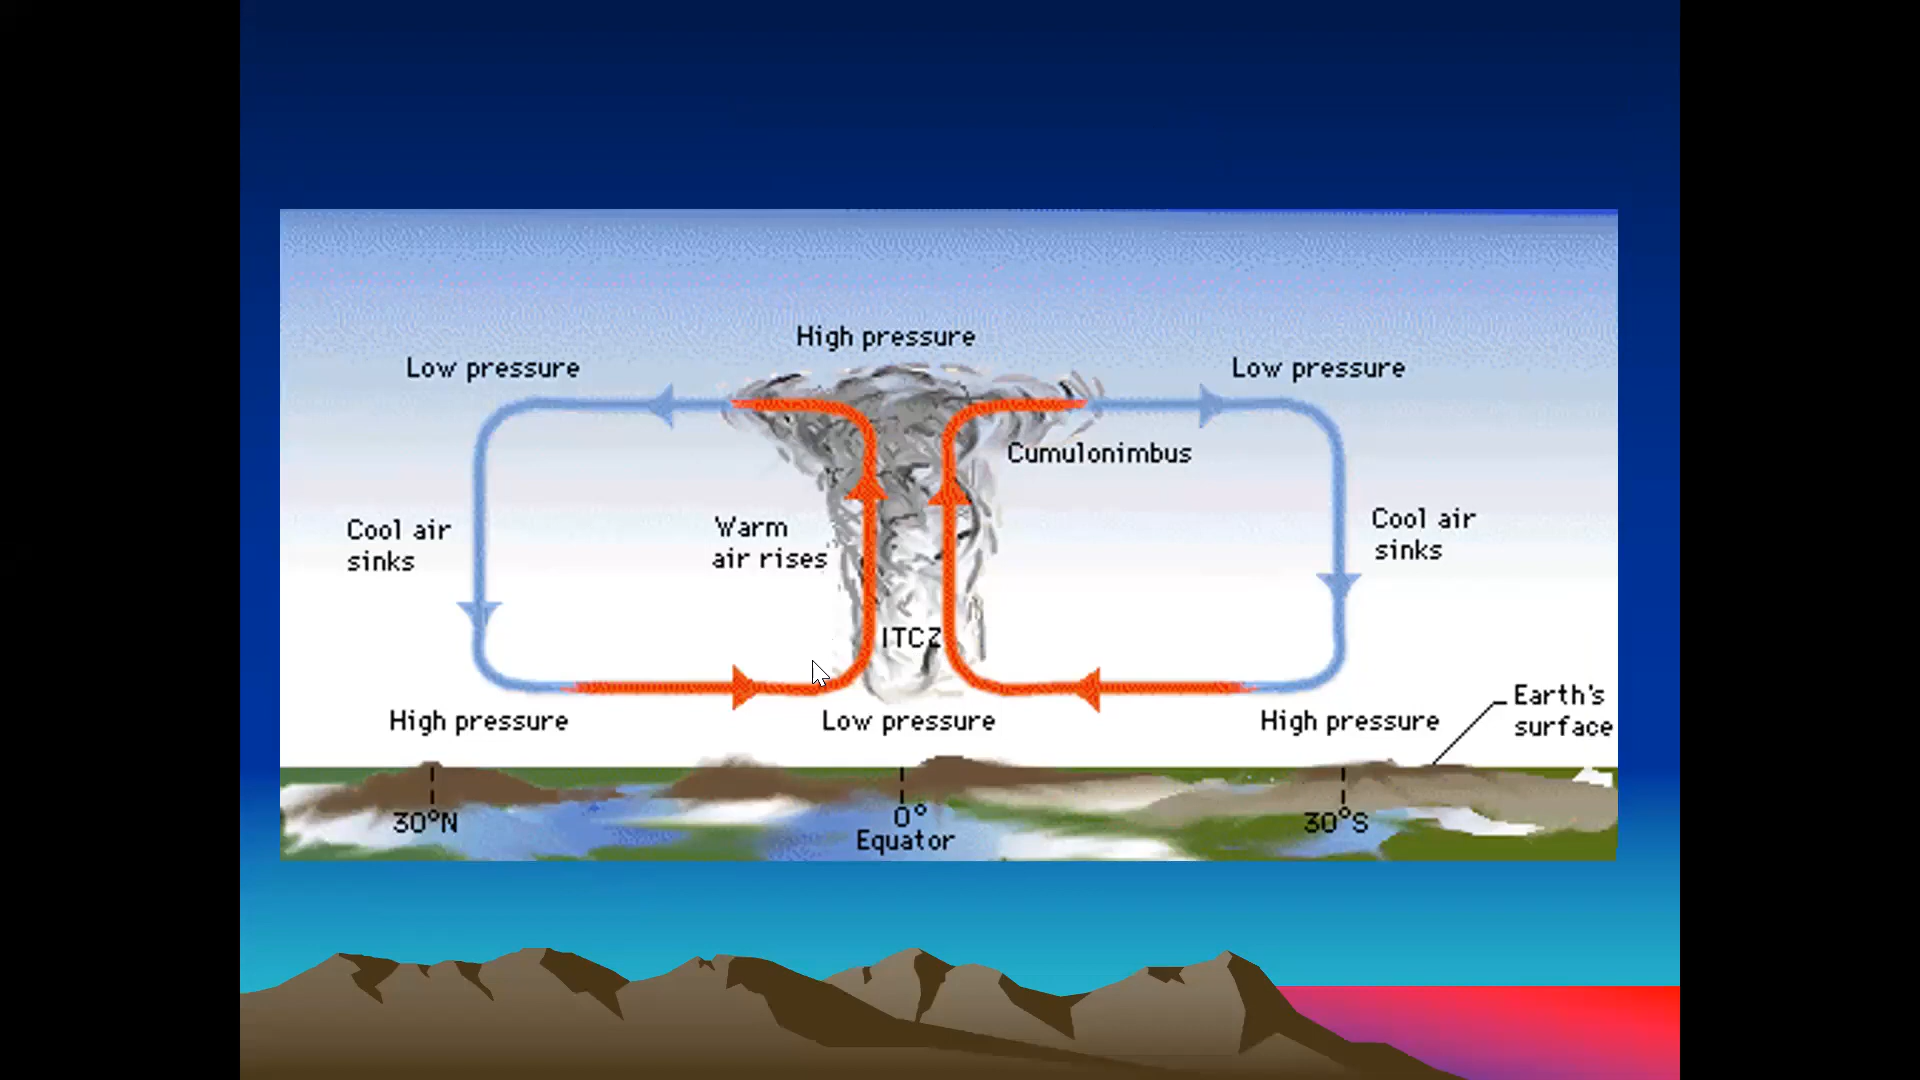 High pressure
Low pressure
Low pressure
Cumulonimbus
Cool air
sinks
Warm
air rises
Cool air
sinks
ITCZ
High pressure
Low pressure
High pressure
Earth's
surface
30°N
0°
Equator
30°S